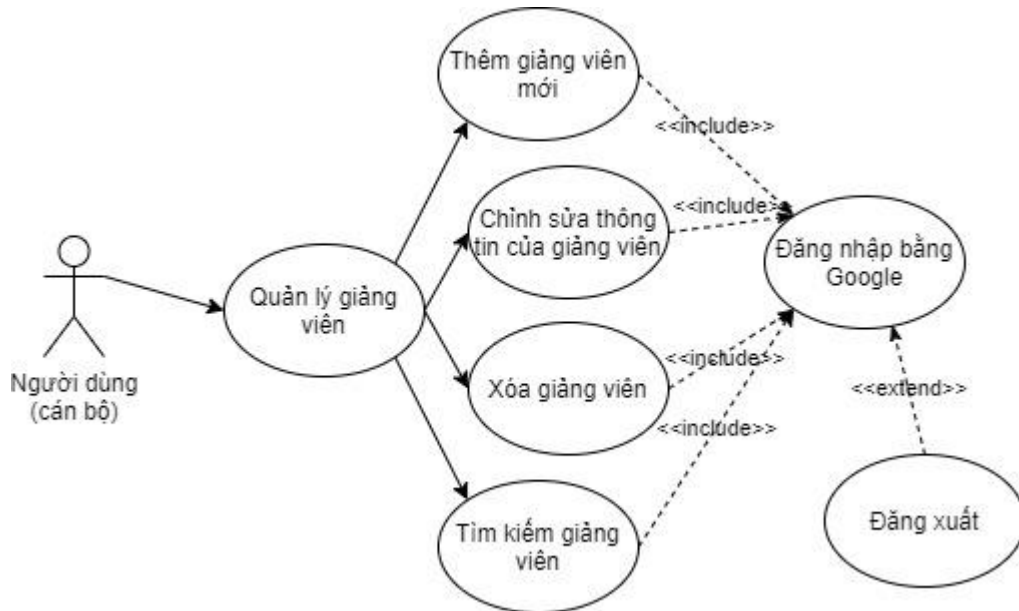 Thêm giảng viên
mới
<<include>>
Chỉnh sửa thông
tin của giảng viên
<<include>>
Đăng nhập bằng
Google
Quản lý giảng
viên
Người dùng
(cán bộ)
Xóa giảng viên
<<include>>
<<extend>>
<<include>>
Tìm kiếm giảng
viên
Đăng xuất